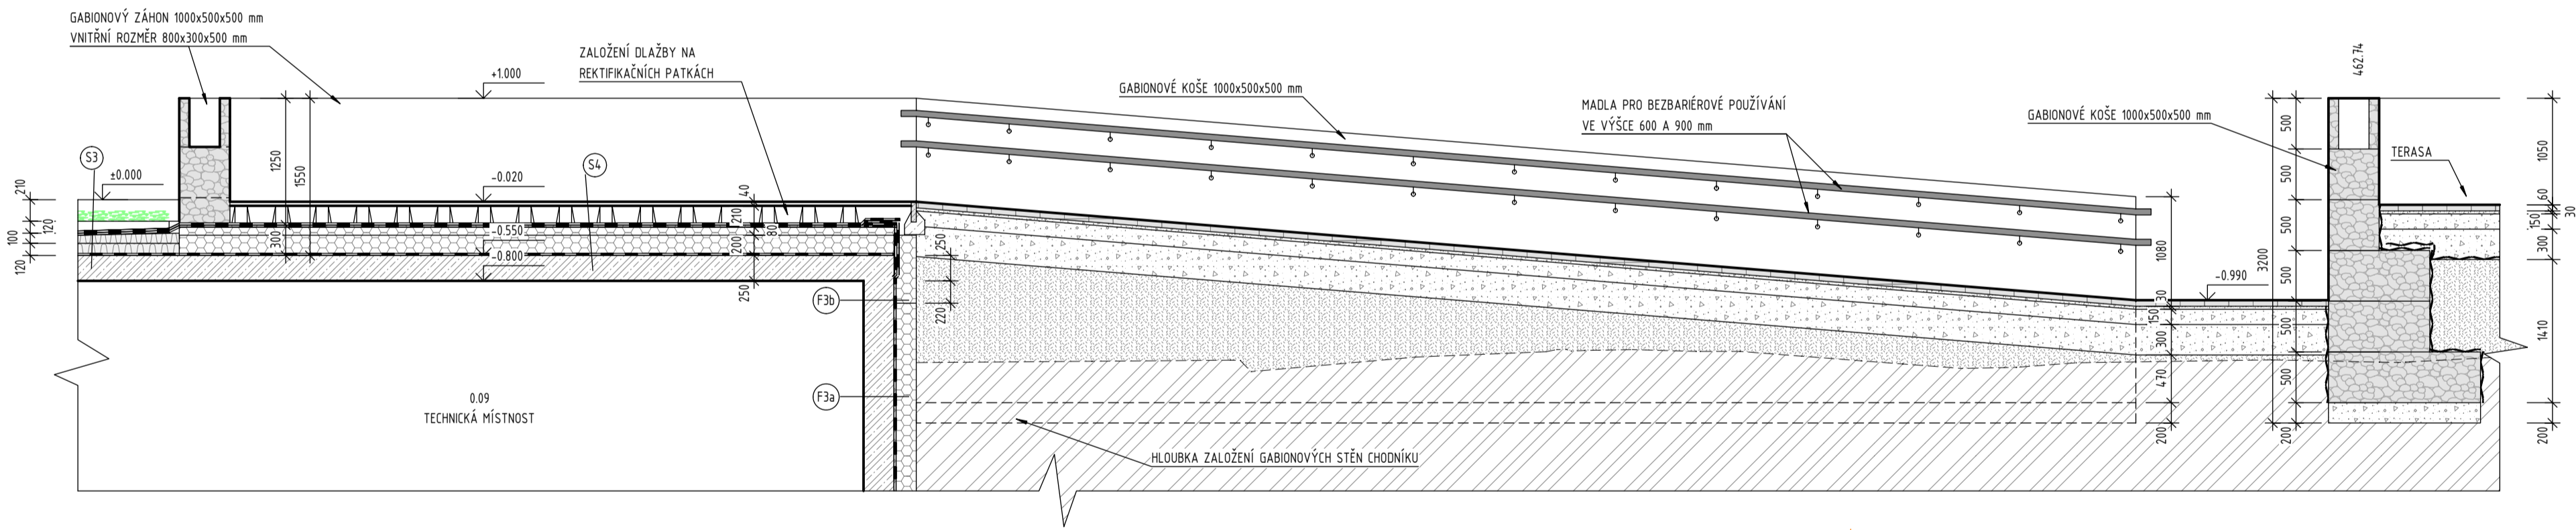 GABIONOVÝ ZÁHON 1000x500x500 mm
VNITŘNÍ ROZMĚR 800x300x500 mm
ZALOŽENÍ DLAŽBY NA
REKTIFIKAČNÍCH PATKÁCH
+1.000
GABIONOVÉ KOŠE 1000x500x500 mm
MADLA PRO BEZBARIÉROVÉ POUŽÍVÁNÍ
VE VÝŠCE 600 A 900 mm
GABIONOVÉ KOŠE 1000x500x500 mm
462.74
TERASA
S3
S4
±0.000
-0.020
-0.550
-0.800
-0.990
210
120
100
120
1250
1550
300
40
210
80
200
250
250
220
F3b
F3a
0.09
TECHNICKÁ MÍSTNOST
HLOUBKA ZALOŽENÍ GABIONOVÝCH STĚN CHODNÍKU
1080
30
150
300
470
200
3200
500
500
500
500
500
500
200
1050
60
30
150
300
1410
200